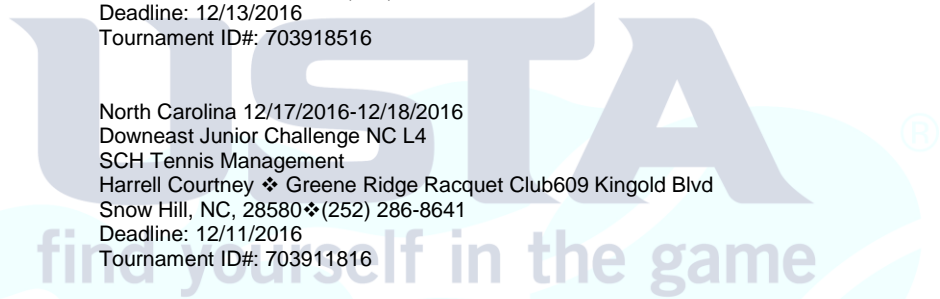 Deadline: 12/13/2016
Tournament ID#: 703918516
North Carolina 12/17/2016-12/18/2016
Downeast Junior Challenge NC L4
SCH Tennis Management
Harrell Courtney ❖ Greene Ridge Racquet Club609 Kingold Blvd
Snow Hill, NC, 28580❖(252) 286-8641
Deadline: 12/11/2016
Tournament ID#: 703911816
USTA
®
find yourself in the game